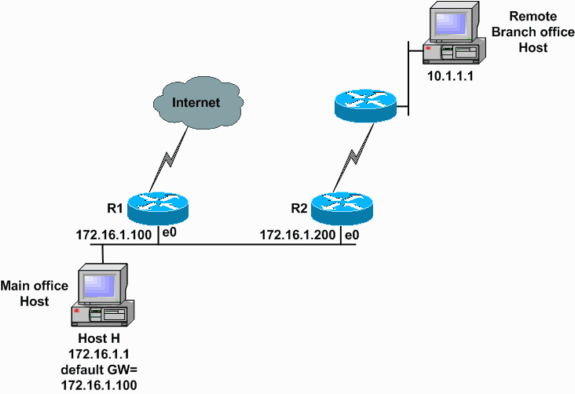 Remote
Branch office
Host
10.1.1.1
Internet
R1
R2
172.16.1.100
e0
172.16.1.200
e0
Main office
Host
Host H
172.16.1.1
default GW=
172.16.1.100